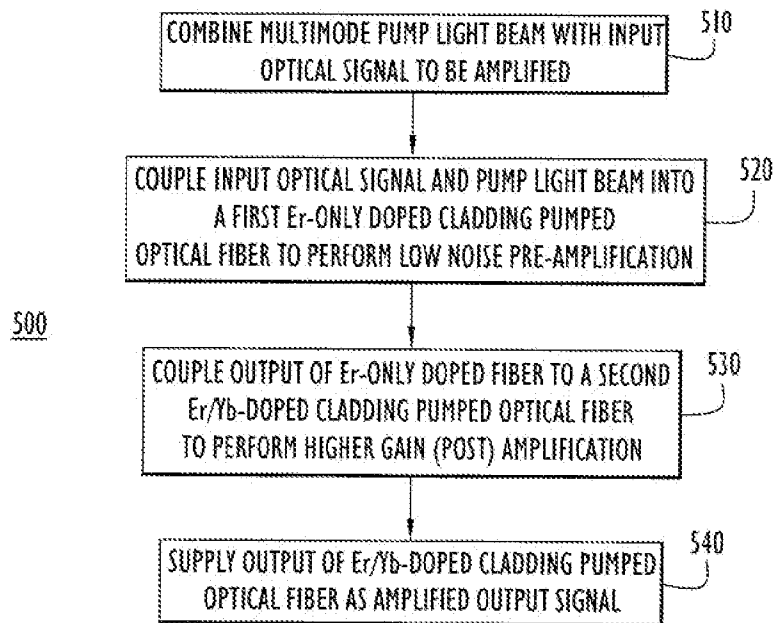 COMBINE MULTIMODE PUMP LIGHT BEAM WITH INPUT
OPTICAL SIGNAL TO BE AMPLIFIED
510
COUPLE INPUT OPTICAL SIGNAL AND PUMP LIGHT BEAM INTO
A FIRST Er-ONLY DOPED CLADDING PUMPED
OPTICAL FIBER TO PERFORM LOW NOISE PRE-AMPLIFICATION
520
500
COUPLE OUTPUT OF Er-ONLY DOPED FIBER TO A SECOND
Er/Yb-DOPED CLADDING PUMPED OPTICAL FIBER
TO PERFORM HIGHER GAIN (POST) AMPLIFICATION
530
SUPPLY OUTPUT OF Er/Yb-DOPED CLADDING PUMPED
OPTICAL FIBER AS AMPLIFIED OUTPUT SIGNAL
540